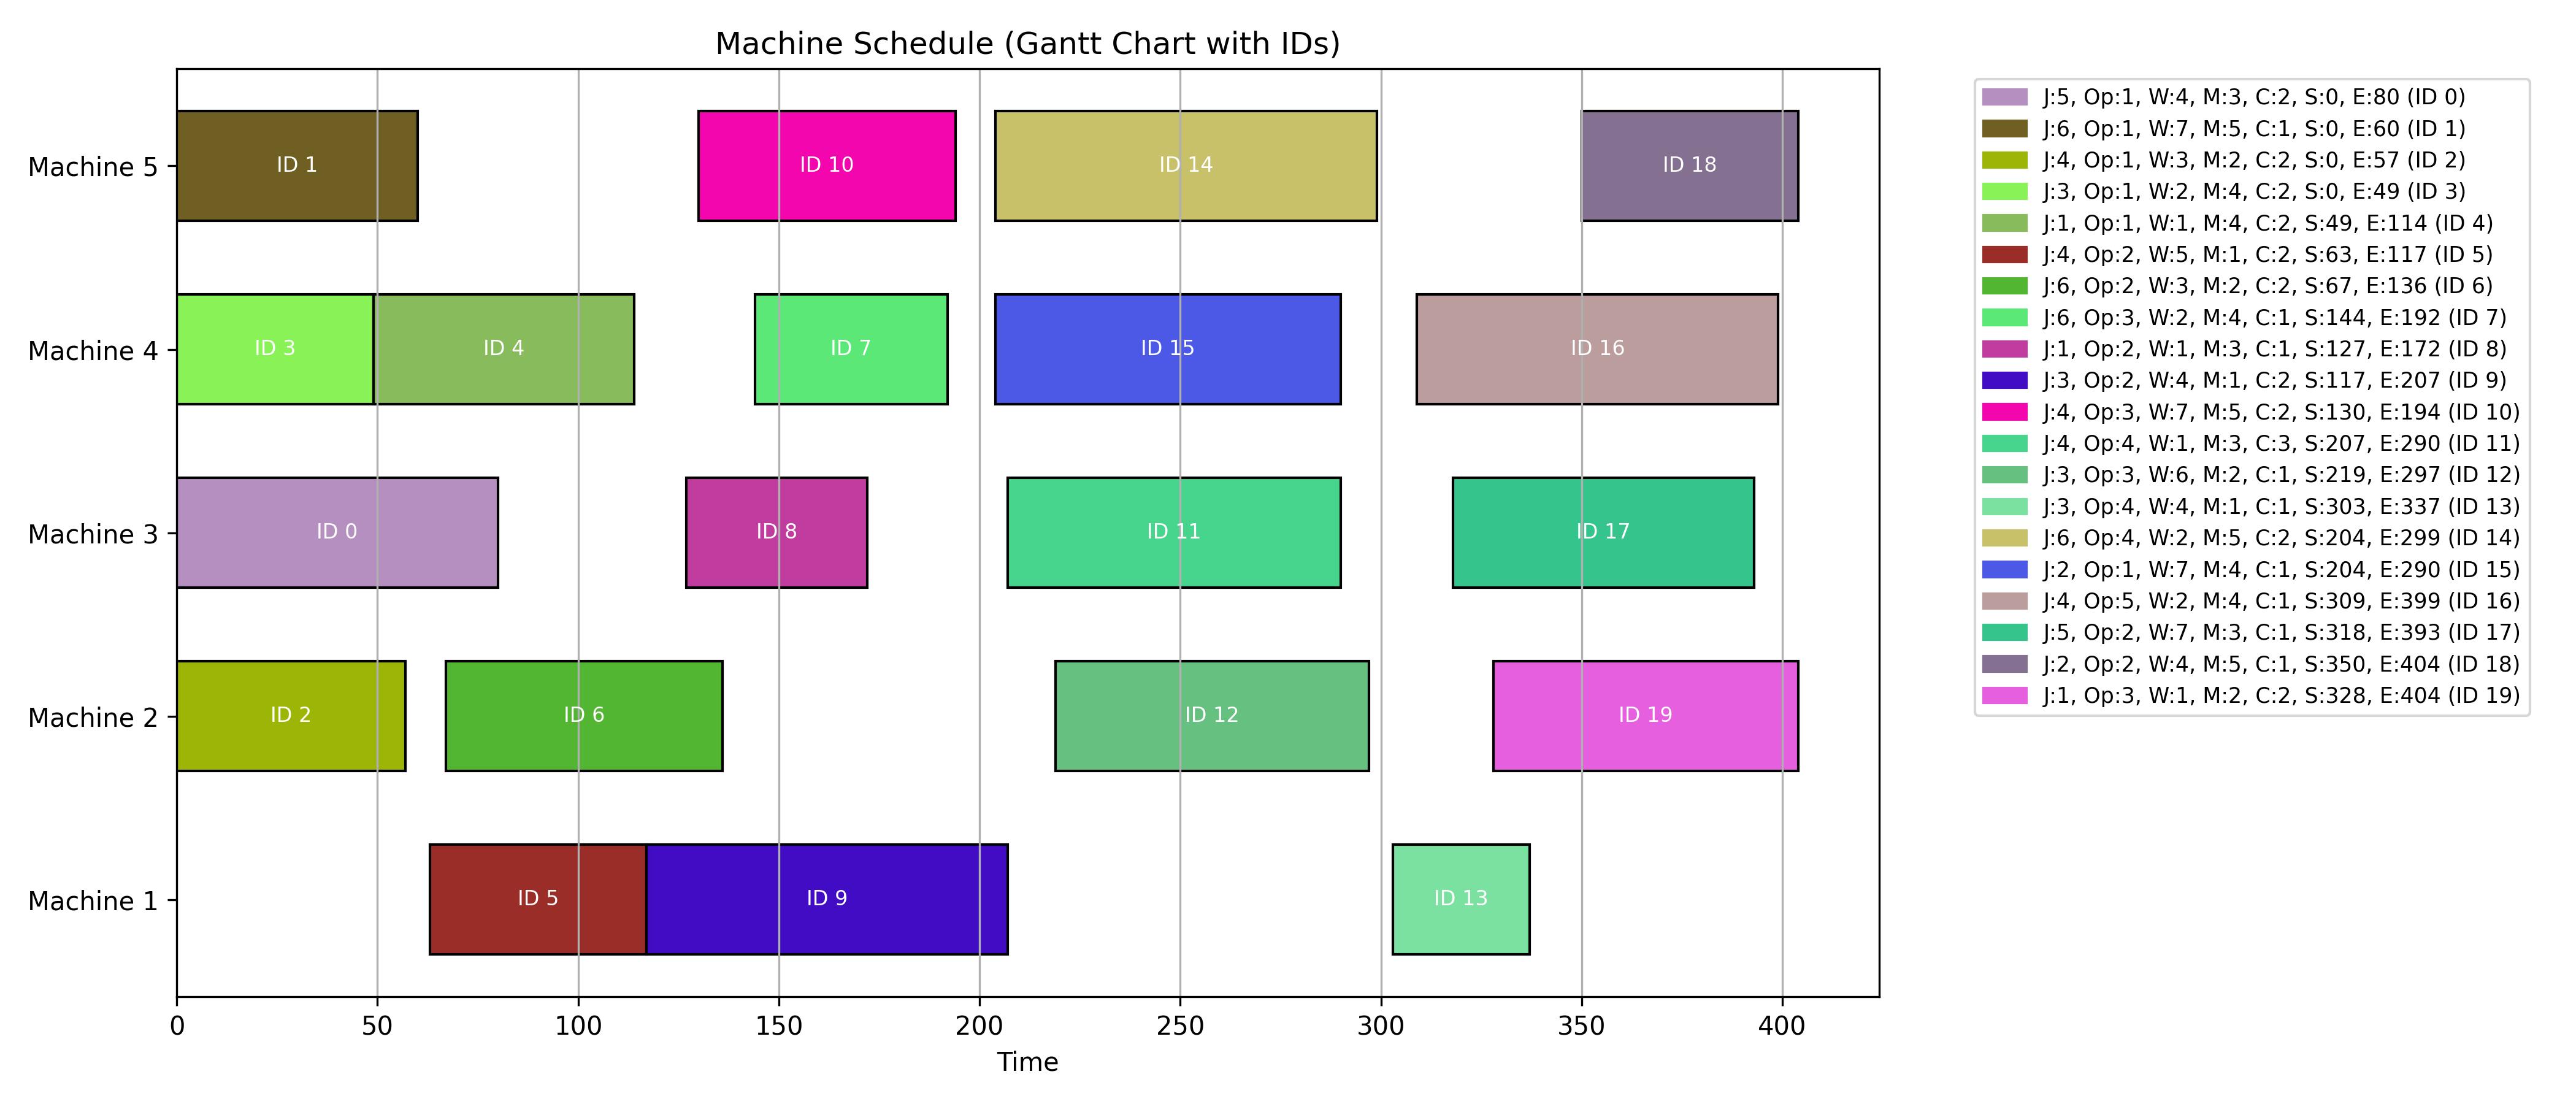 Machine Schedule (Gantt Chart with IDs)
Machine 5
ID 1
ID 10
ID 14
ID 18
Machine 4
ID 3
ID 4
ID 7
ID 15
ID 16
Machine 3
ID 0
ID 8
ID 11
ID 17
Machine 2
ID 2
ID 6
ID 12
ID 19
Machine 1
ID 5
ID 9
ID 13
0 50 100 150 200 250 300 350 400
Time
J:5, Op:1, W:4, M:3, C:2, S:0, E:80 (ID 0)
J:6, Op:1, W:7, M:5, C:1, S:0, E:60 (ID 1)
J:4, Op:1, W:3, M:2, C:2, S:0, E:57 (ID 2)
J:3, Op:1, W:2, M:4, C:2, S:0, E:49 (ID 3)
J:1, Op:1, W:1, M:4, C:2, S:49, E:114 (ID 4)
J:4, Op:2, W:5, M:1, C:2, S:63, E:117 (ID 5)
J:6, Op:2, W:3, M:2, C:2, S:67, E:136 (ID 6)
J:6, Op:3, W:2, M:4, C:1, S:144, E:192 (ID 7)
J:1, Op:2, W:1, M:3, C:1, S:127, E:172 (ID 8)
J:3, Op:2, W:4, M:1, C:2, S:117, E:207 (ID 9)
J:4, Op:3, W:7, M:5, C:2, S:130, E:194 (ID 10)
J:4, Op:4, W:1, M:3, C:3, S:207, E:290 (ID 11)
J:3, Op:3, W:6, M:2, C:1, S:219, E:297 (ID 12)
J:3, Op:4, W:4, M:1, C:1, S:303, E:337 (ID 13)
J:6, Op:4, W:2, M:5, C:2, S:204, E:299 (ID 14)
J:2, Op:1, W:7, M:4, C:1, S:204, E:290 (ID 15)
J:4, Op:5, W:2, M:4, C:1, S:309, E:399 (ID 16)
J:5, Op:2, W:7, M:3, C:1, S:318, E:393 (ID 17)
J:2, Op:2, W:4, M:5, C:1, S:350, E:404 (ID 18)
J:1, Op:3, W:1, M:2, C:2, S:328, E:404 (ID 19)